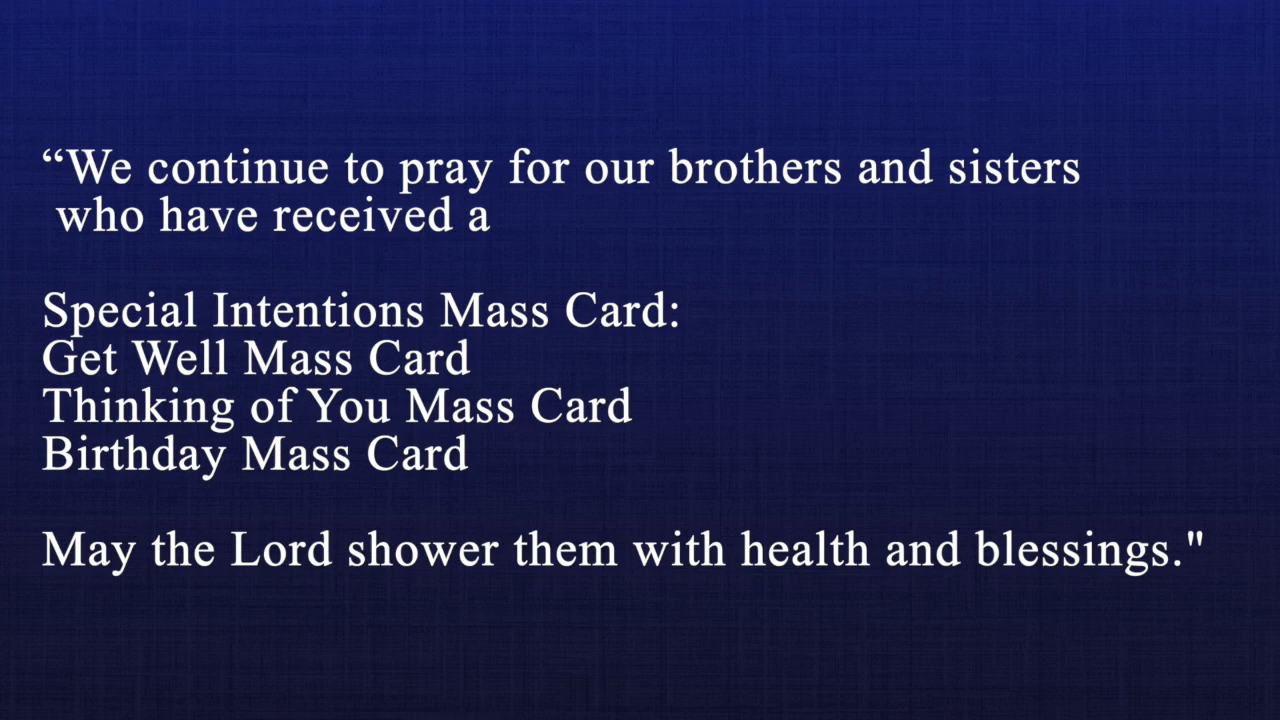 “We continue to pray for our brothers and sisters
who have received a
Special Intentions Mass Card:
Get Well Mass Card
Thinking of You Mass Card
Birthday Mass Card
May the Lord shower them with health and blessings."